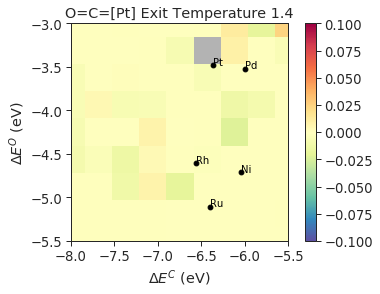 O=C=[Pt] Exit Temperature 1.4
−3.0
−3.5
−4.0
−4.5
−5.0
−5.5
ΔE^O (eV)
Pt
Pd
Rh
Ni
Ru
−8.0 −7.5 −7.0 −6.5 −6.0 −5.5
ΔE^C (eV)
0.100
0.075
0.050
0.025
0.000
−0.025
−0.050
−0.075
−0.100